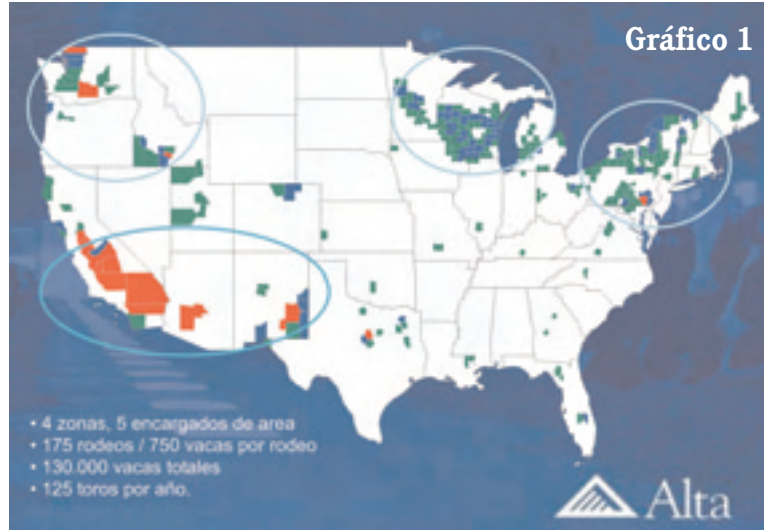 Gráfico 1
• 4 zonas, 5 encargados de area
• 175 rodeos / 750 vacas por rodeo
• 130.000 vacas totales
• 125 toros por año.
Alta